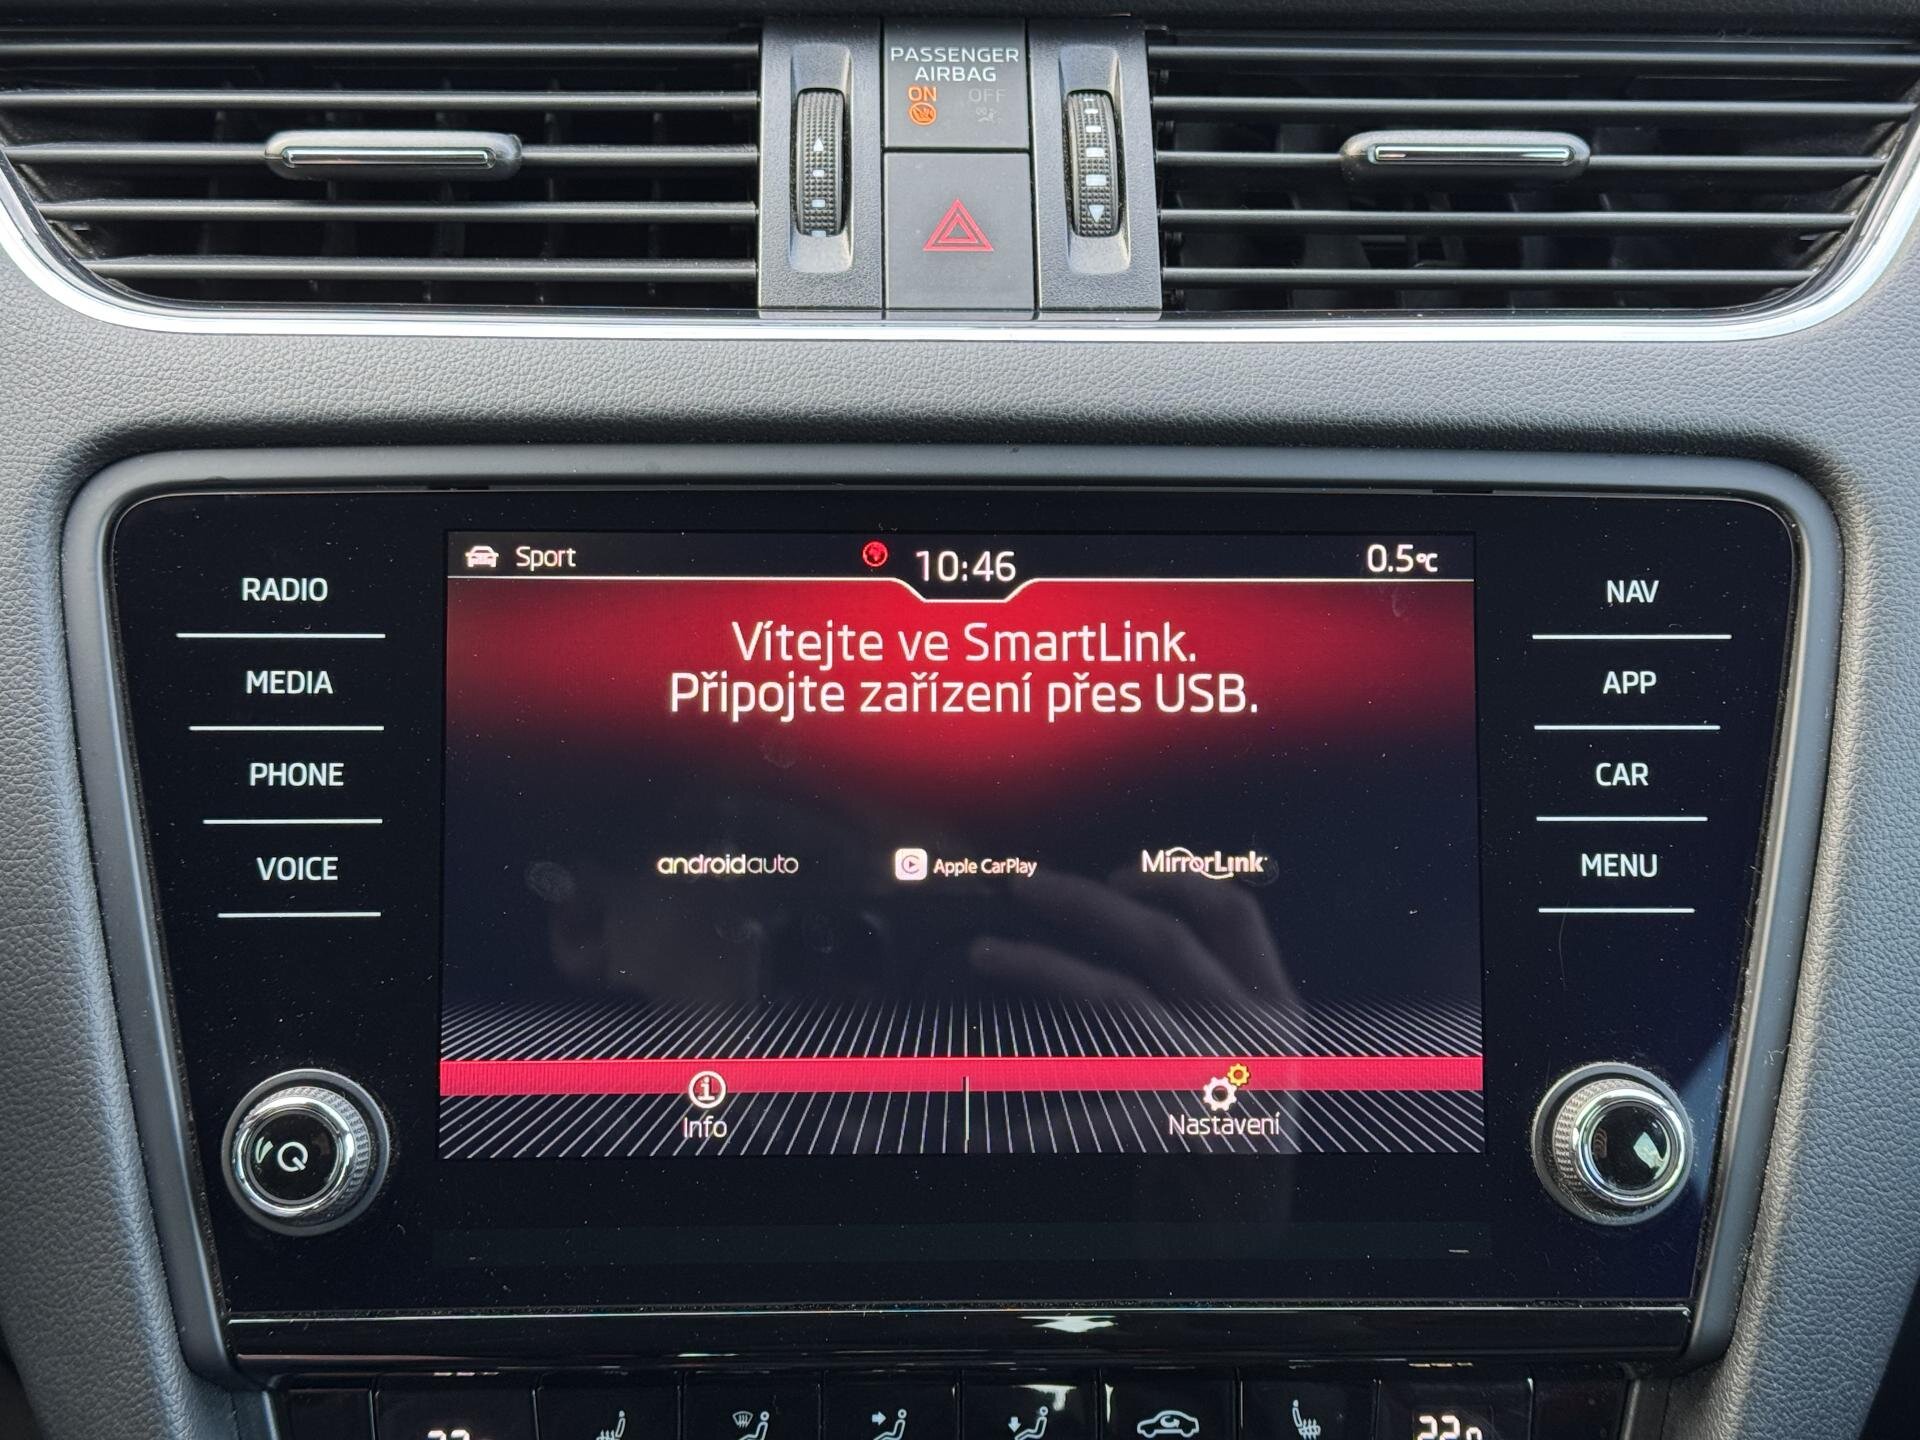 PASSENGER
AIRBAG
ON OFF
Sport 10:46 0.5°C
RADIO
MEDIA
PHONE
VOICE
Vítejte ve SmartLink.
Připojte zařízení přes USB.
androidauto Apple CarPlay MirrorLink
Info Nastavení
NAV
APP
CAR
MENU